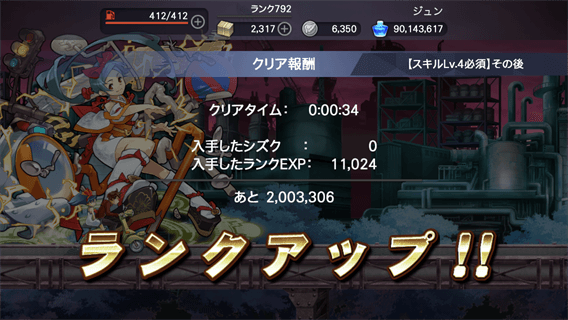 ランク792
ジュン
412/412
2,317
6,350
90,143,617
クリア報酬
【スキルLv.4必須】その後
クリアタイム： 0:00:34
入手したシズク ： 0
入手したランクEXP： 11,024
あと 2,003,306
ランクアップ!!